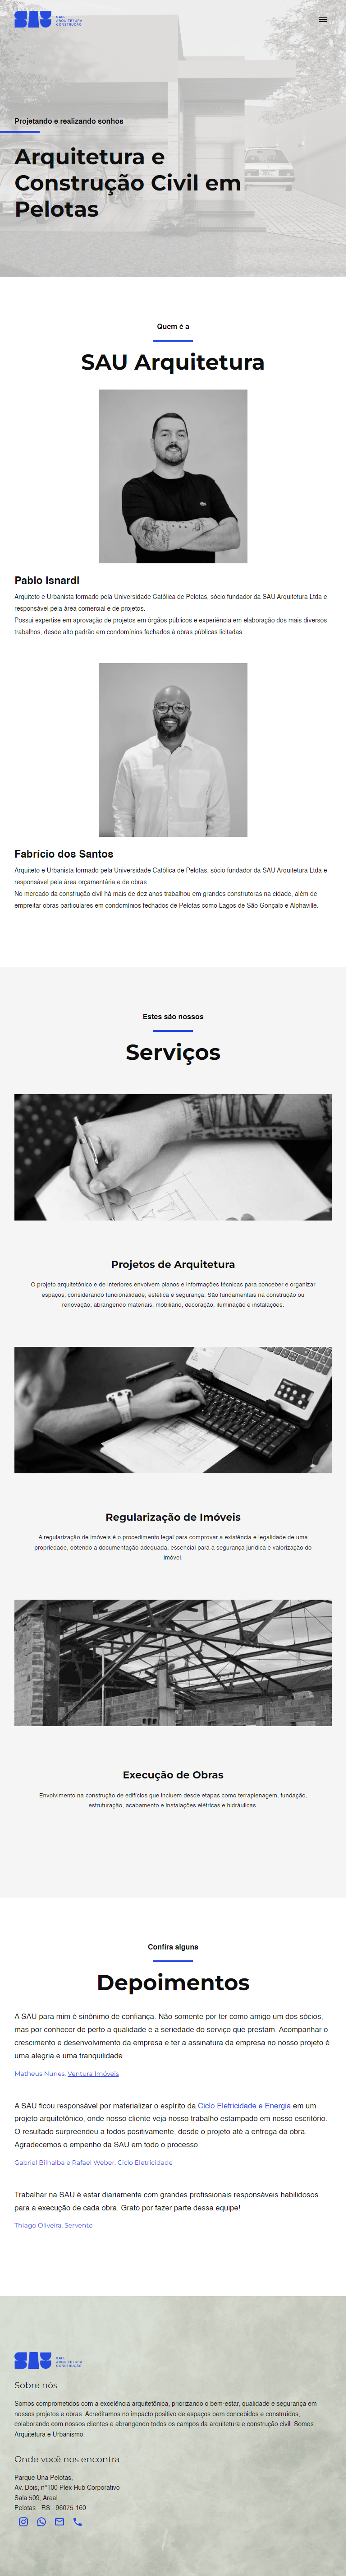 SAU
SAU.
ARQUITETURA
CONSTRUÇÃO
Projetando e realizando sonhos
Arquitetura e
Construção Civil em
Pelotas
Quem é a
SAU Arquitetura
Pablo Isnardi
Arquiteto e Urbanista formado pela Universidade Católica de Pelotas, sócio fundador da SAU Arquitetura Ltda e
responsável pela área comercial e de projetos.
Possui expertise em aprovação de projetos em órgãos públicos e experiência em elaboração dos mais diversos
trabalhos, desde alto padrão em condomínios fechados à obras públicas licitadas.
Fabrício dos Santos
Arquiteto e Urbanista formado pela Universidade Católica de Pelotas, sócio fundador da SAU Arquitetura Ltda e
responsável pela área orçamentária e de obras.
No mercado da construção civil há mais de dez anos trabalhou em grandes construtoras na cidade, além de
empreitar obras particulares em condomínios fechados de Pelotas como Lagos de São Gonçalo e Alphaville.
Estes são nossos
Serviços
Projetos de Arquitetura
O projeto arquitetônico e de interiores envolvem planos e informações técnicas para conceber e organizar
espaços, considerando funcionalidade, estética e segurança. São fundamentais na construção ou
renovação, abrangendo materiais, mobiliário, decoração, iluminação e instalações.
Regularização de Imóveis
A regularização de imóveis é o procedimento legal para comprovar a existência e legalidade de uma
propriedade, obtendo a documentação adequada, essencial para a segurança jurídica e valorização do
imóvel.
Execução de Obras
Envolvimento na construção de edifícios que incluem desde etapas como terraplenagem, fundação,
estruturação, acabamento e instalações elétricas e hidráulicas.
Confira alguns
Depoimentos
A SAU para mim é sinônimo de confiança. Não somente por ter como amigo um dos sócios,
mas por conhecer de perto a qualidade e a seriedade do serviço que prestam. Acompanhar o
crescimento e desenvolvimento da empresa e ter a assinatura da empresa no nosso projeto é
uma alegria e uma tranquilidade.
Matheus Nunes. Ventura Imóveis
A SAU ficou responsável por materializar o espírito da Ciclo Eletricidade e Energia em um
projeto arquitetônico, onde nosso cliente veja nosso trabalho estampado em nosso escritório.
O resultado surpreendeu a todos positivamente, desde o projeto até a entrega da obra.
Agradecemos o empenho da SAU em todo o processo.
Gabriel Bilhalba e Rafael Weber. Ciclo Eletricidade
Trabalhar na SAU é estar diariamente com grandes profissionais responsáveis habilidosos
para a execução de cada obra. Grato por fazer parte dessa equipe!
Thiago Oliveira. Servente
SAU
SAU.
ARQUITETURA
CONSTRUÇÃO
Sobre nós
Somos comprometidos com a excelência arquitetônica, priorizando o bem-estar, qualidade e segurança em
nossos projetos e obras. Acreditamos no impacto positivo de espaços bem concebidos e construídos,
colaborando com nossos clientes e abrangendo todos os campos da arquitetura e construção civil. Somos
Arquitetura e Urbanismo.
Onde você nos encontra
Parque Una Pelotas,
Av. Dois, n°100 Plex Hub Corporativo
Sala 509, Areal
Pelotas - RS - 96075-160